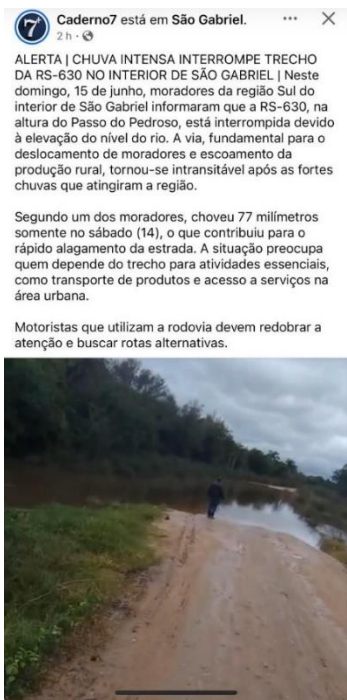 7
Caderno7 está em São Gabriel.
2 h
ALERTA | CHUVA INTENSA INTERROMPE TRECHO
DA RS-630 NO INTERIOR DE SÃO GABRIEL | Neste
domingo, 15 de junho, moradores da região Sul do
interior de São Gabriel informaram que a RS-630, na
altura do Passo do Pedroso, está interrompida devido
à elevação do nível do rio. A via, fundamental para o
deslocamento de moradores e escoamento da
produção rural, tornou-se intransitável após as fortes
chuvas que atingiram a região.
Segundo um dos moradores, choveu 77 milímetros
somente no sábado (14), o que contribuiu para o
rápido alagamento da estrada. A situação preocupa
quem depende do trecho para atividades essenciais,
como transporte de produtos e acesso a serviços na
área urbana.
Motoristas que utilizam a rodovia devem redobrar a
atenção e buscar rotas alternativas.